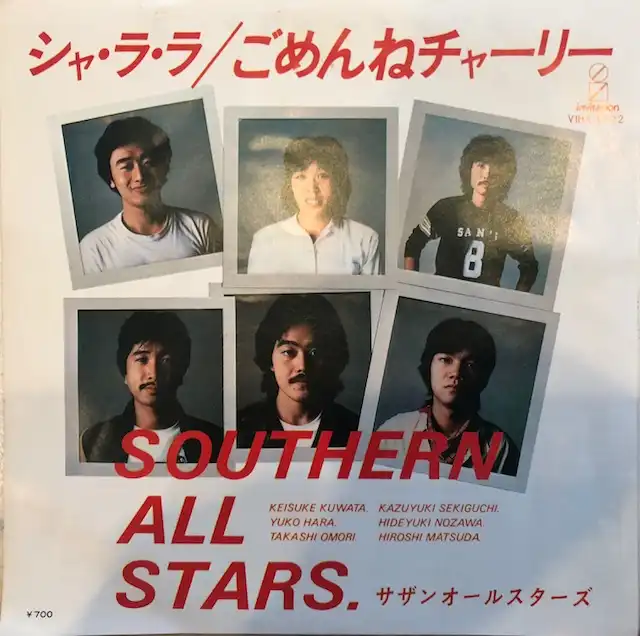 シャ・ラ・ラ/ごめんねチャーリー
invitation
SAN
8
SOUTHERN
ALL
STARS.
KEISUKE KUWATA. KAZUYUKI SEKIGUCHI.
YUKO HARA. HIDEYUKI NOZAWA.
TAKASHI OMORI. HIROSHI MATSUDA.
サザンオールスターズ
¥700